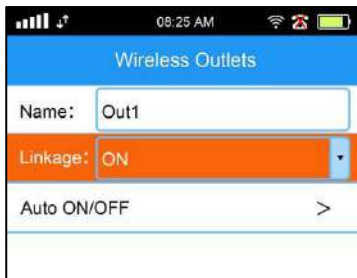 08:25 AM
Wireless Outlets
Name: Out1
Linkage: ON
Auto ON/OFF >